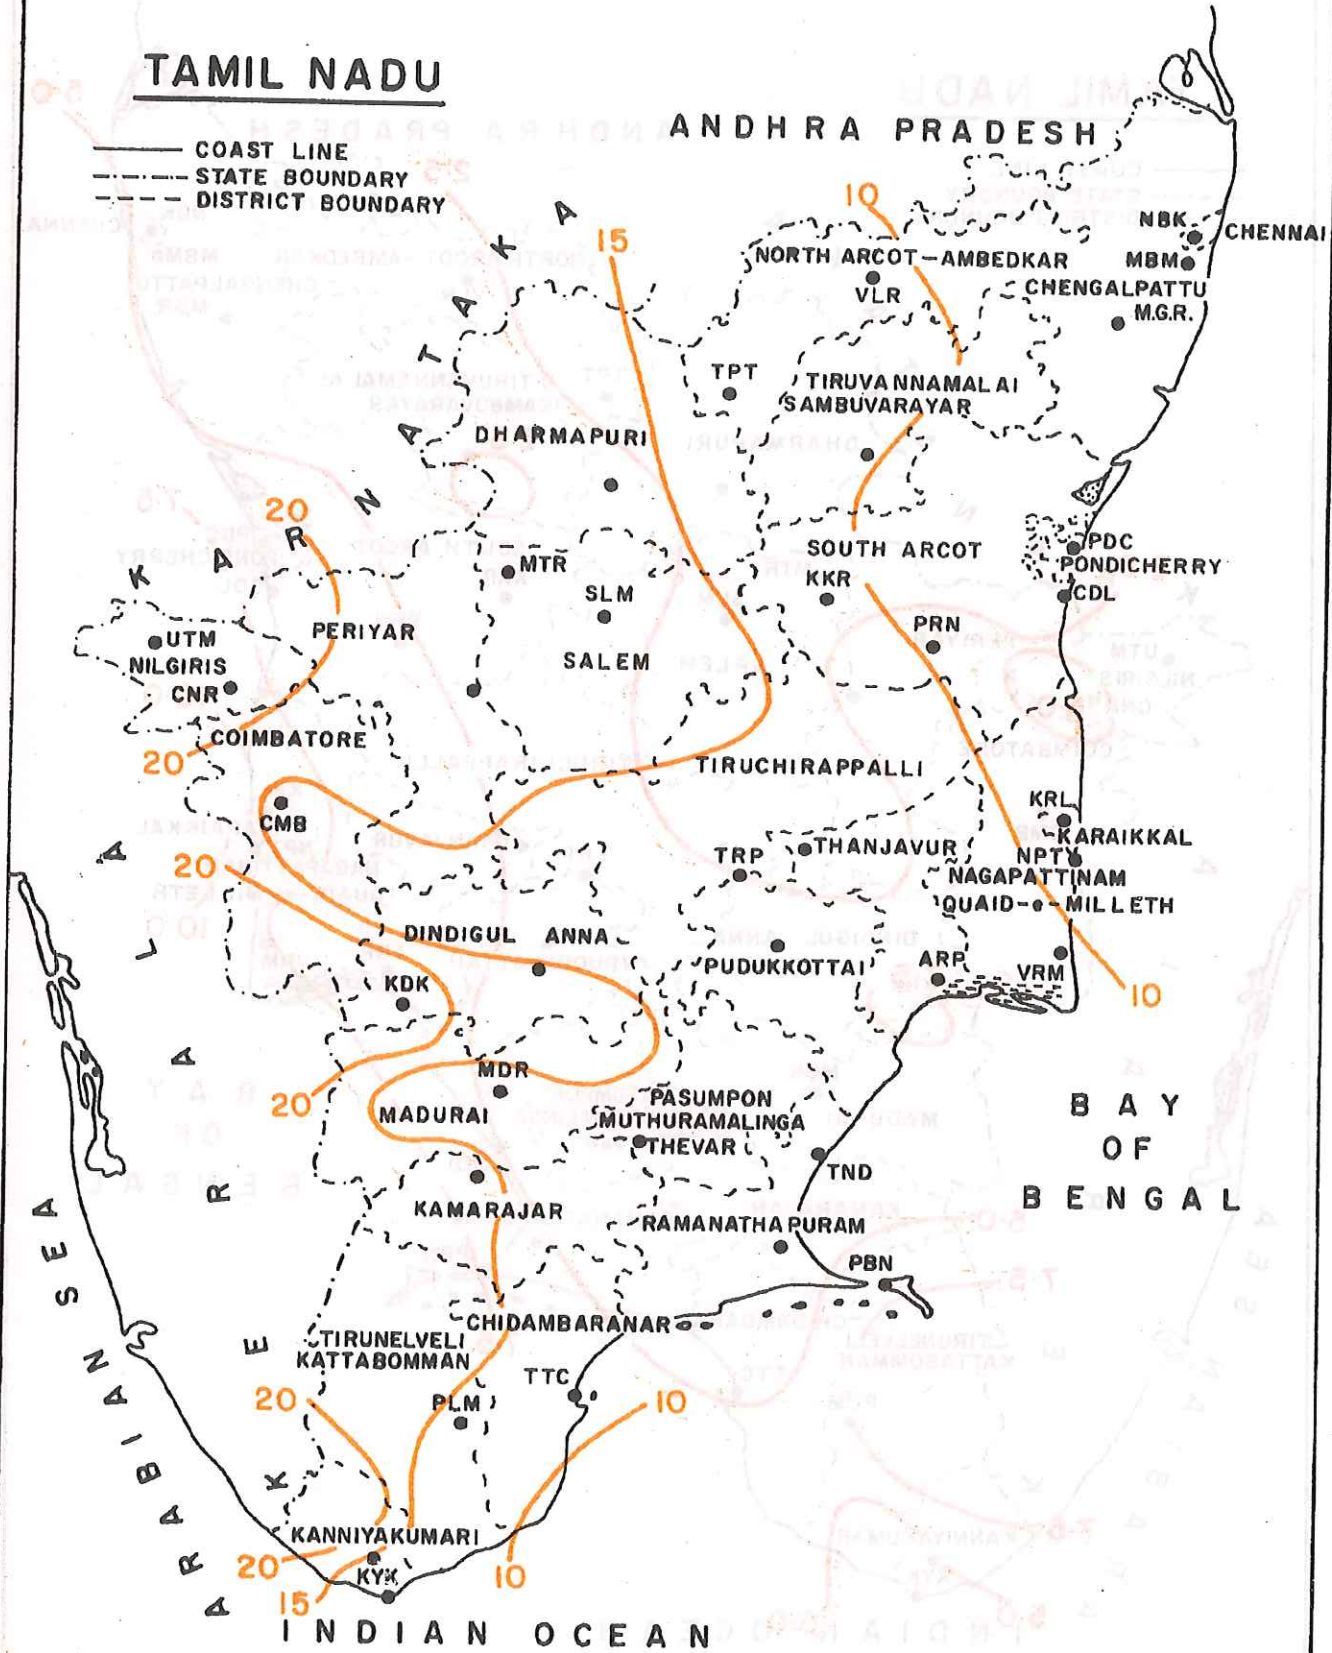 TAMIL NADU
COAST LINE
STATE BOUNDARY
DISTRICT BOUNDARY
ANDHRA PRADESH
KARNATAKA
KERALA
ARABIAN SEA
BAY
OF
BENGAL
INDIAN OCEAN
10
15
NBK
CHENNAI
NORTH ARCOT-AMBEDKAR
MBM
VLR
CHENGALPATTU
M.G.R.
TPT
TIRUVANNAMALAI
SAMBUVARAYAR
DHARMAPURI
20
PDC
SOUTH ARCOT
PONDICHERRY
MTR
KKR
CDL
SLM
PERIYAR
PRN
UTM
NILGIRIS
SALEM
CNR
COIMBATORE
20
TIRUCHIRAPPALLI
KRL
CMB
KARAIKKAL
THANJAVUR
TRP
NPTY
20
NAGAPATTINAM
QUAID-e-MILLETH
DINDIGUL ANNA
PUDUKKOTTAI
ARP
VRM
KDK
10
MDR
20
PASUMPON
MADURAI
MUTHURAMALINGA
THEVAR
TND
KAMARAJAR
RAMANATHAPURAM
PBN
CHIDAMBARANAR
TIRUNELVELI
KATTABOMMAN
TTC
20
PLM
10
KANNIYAKUMARI
20
KYK
10
15